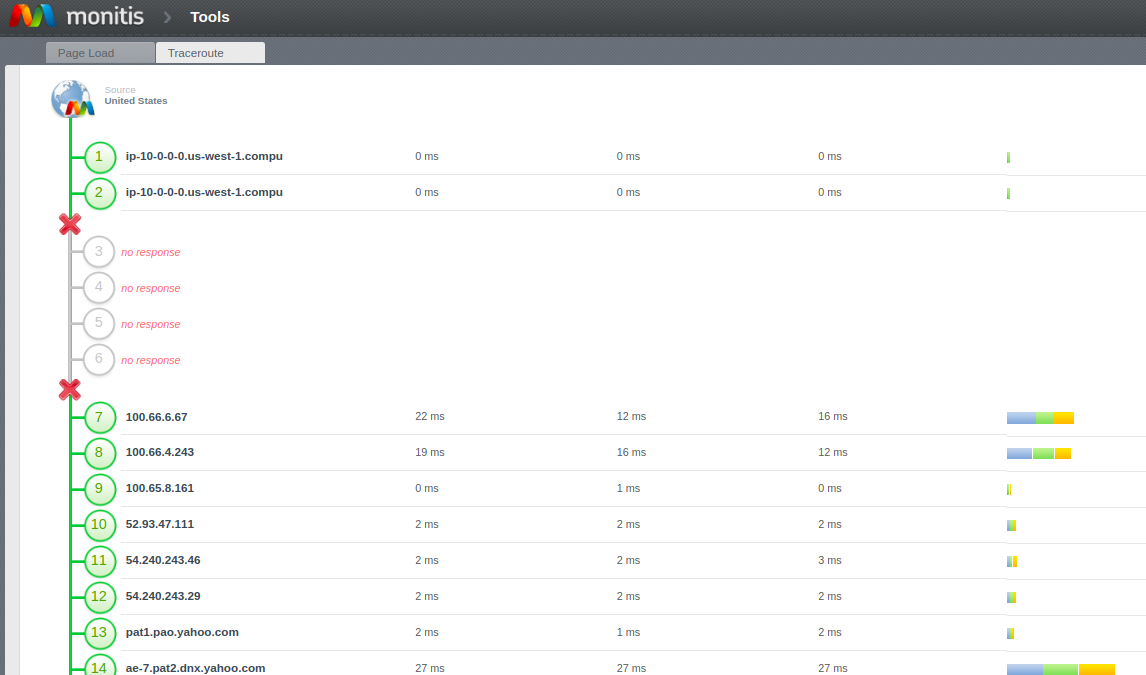 monitis Tools
Page Load Traceroute
Source
United States
1 ip-10-0-0-0.us-west-1.compu 0 ms 0 ms 0 ms
2 ip-10-0-0-0.us-west-1.compu 0 ms 0 ms 0 ms
3 no response
4 no response
5 no response
6 no response
7 100.66.6.67 22 ms 12 ms 16 ms
8 100.66.4.243 19 ms 16 ms 12 ms
9 100.65.8.161 0 ms 1 ms 0 ms
10 52.93.47.111 2 ms 2 ms 2 ms
11 54.240.243.46 2 ms 2 ms 3 ms
12 54.240.243.29 2 ms 2 ms 2 ms
13 pat1.pao.yahoo.com 2 ms 1 ms 2 ms
14 ae-7.pat2.dnx.yahoo.com 27 ms 27 ms 27 ms